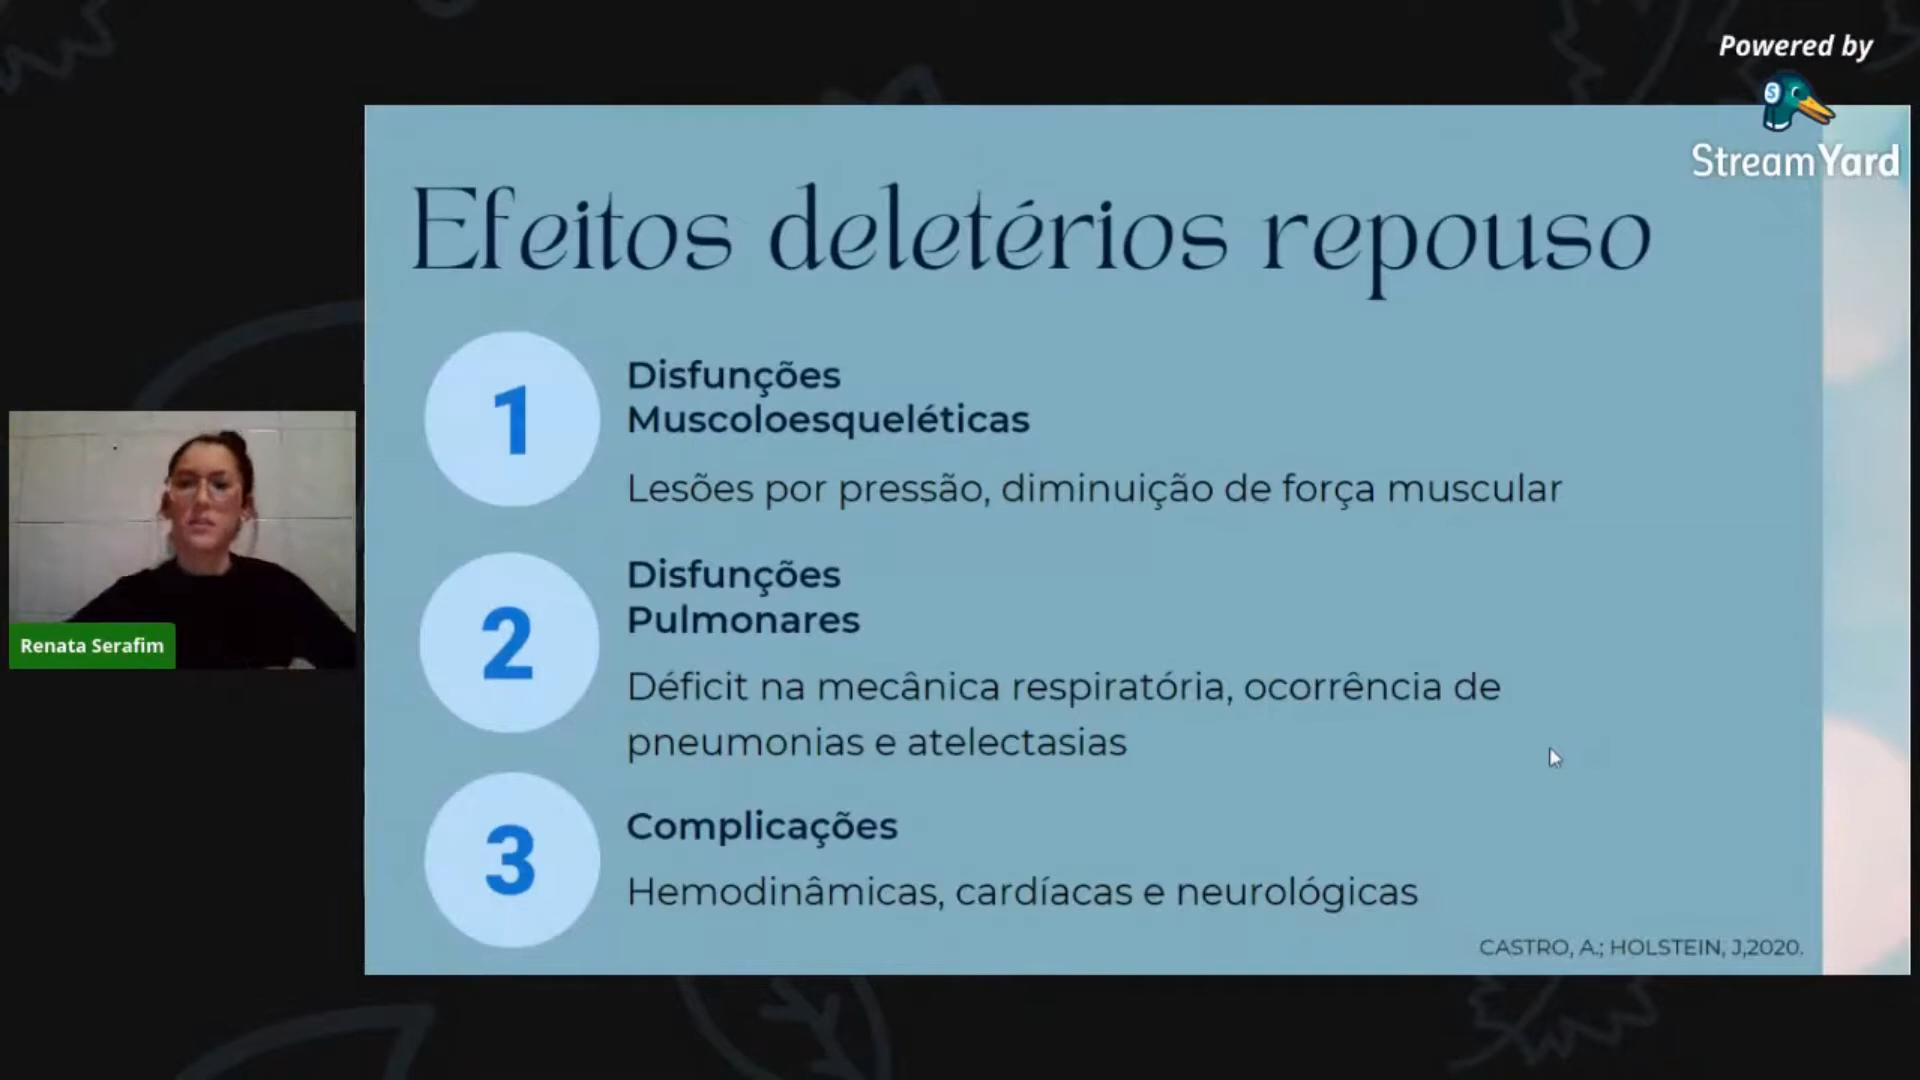 Powered by
StreamYard
Efeitos deletérios repouso
1
Disfunções
Muscoloesqueléticas
Lesões por pressão, diminuição de força muscular
2
Disfunções
Pulmonares
Déficit na mecânica respiratória, ocorrência de
pneumonias e atelectasias
3
Complicações
Hemodinâmicas, cardíacas e neurológicas
CASTRO, A.; HOLSTEIN, J,2020.
Renata Serafim